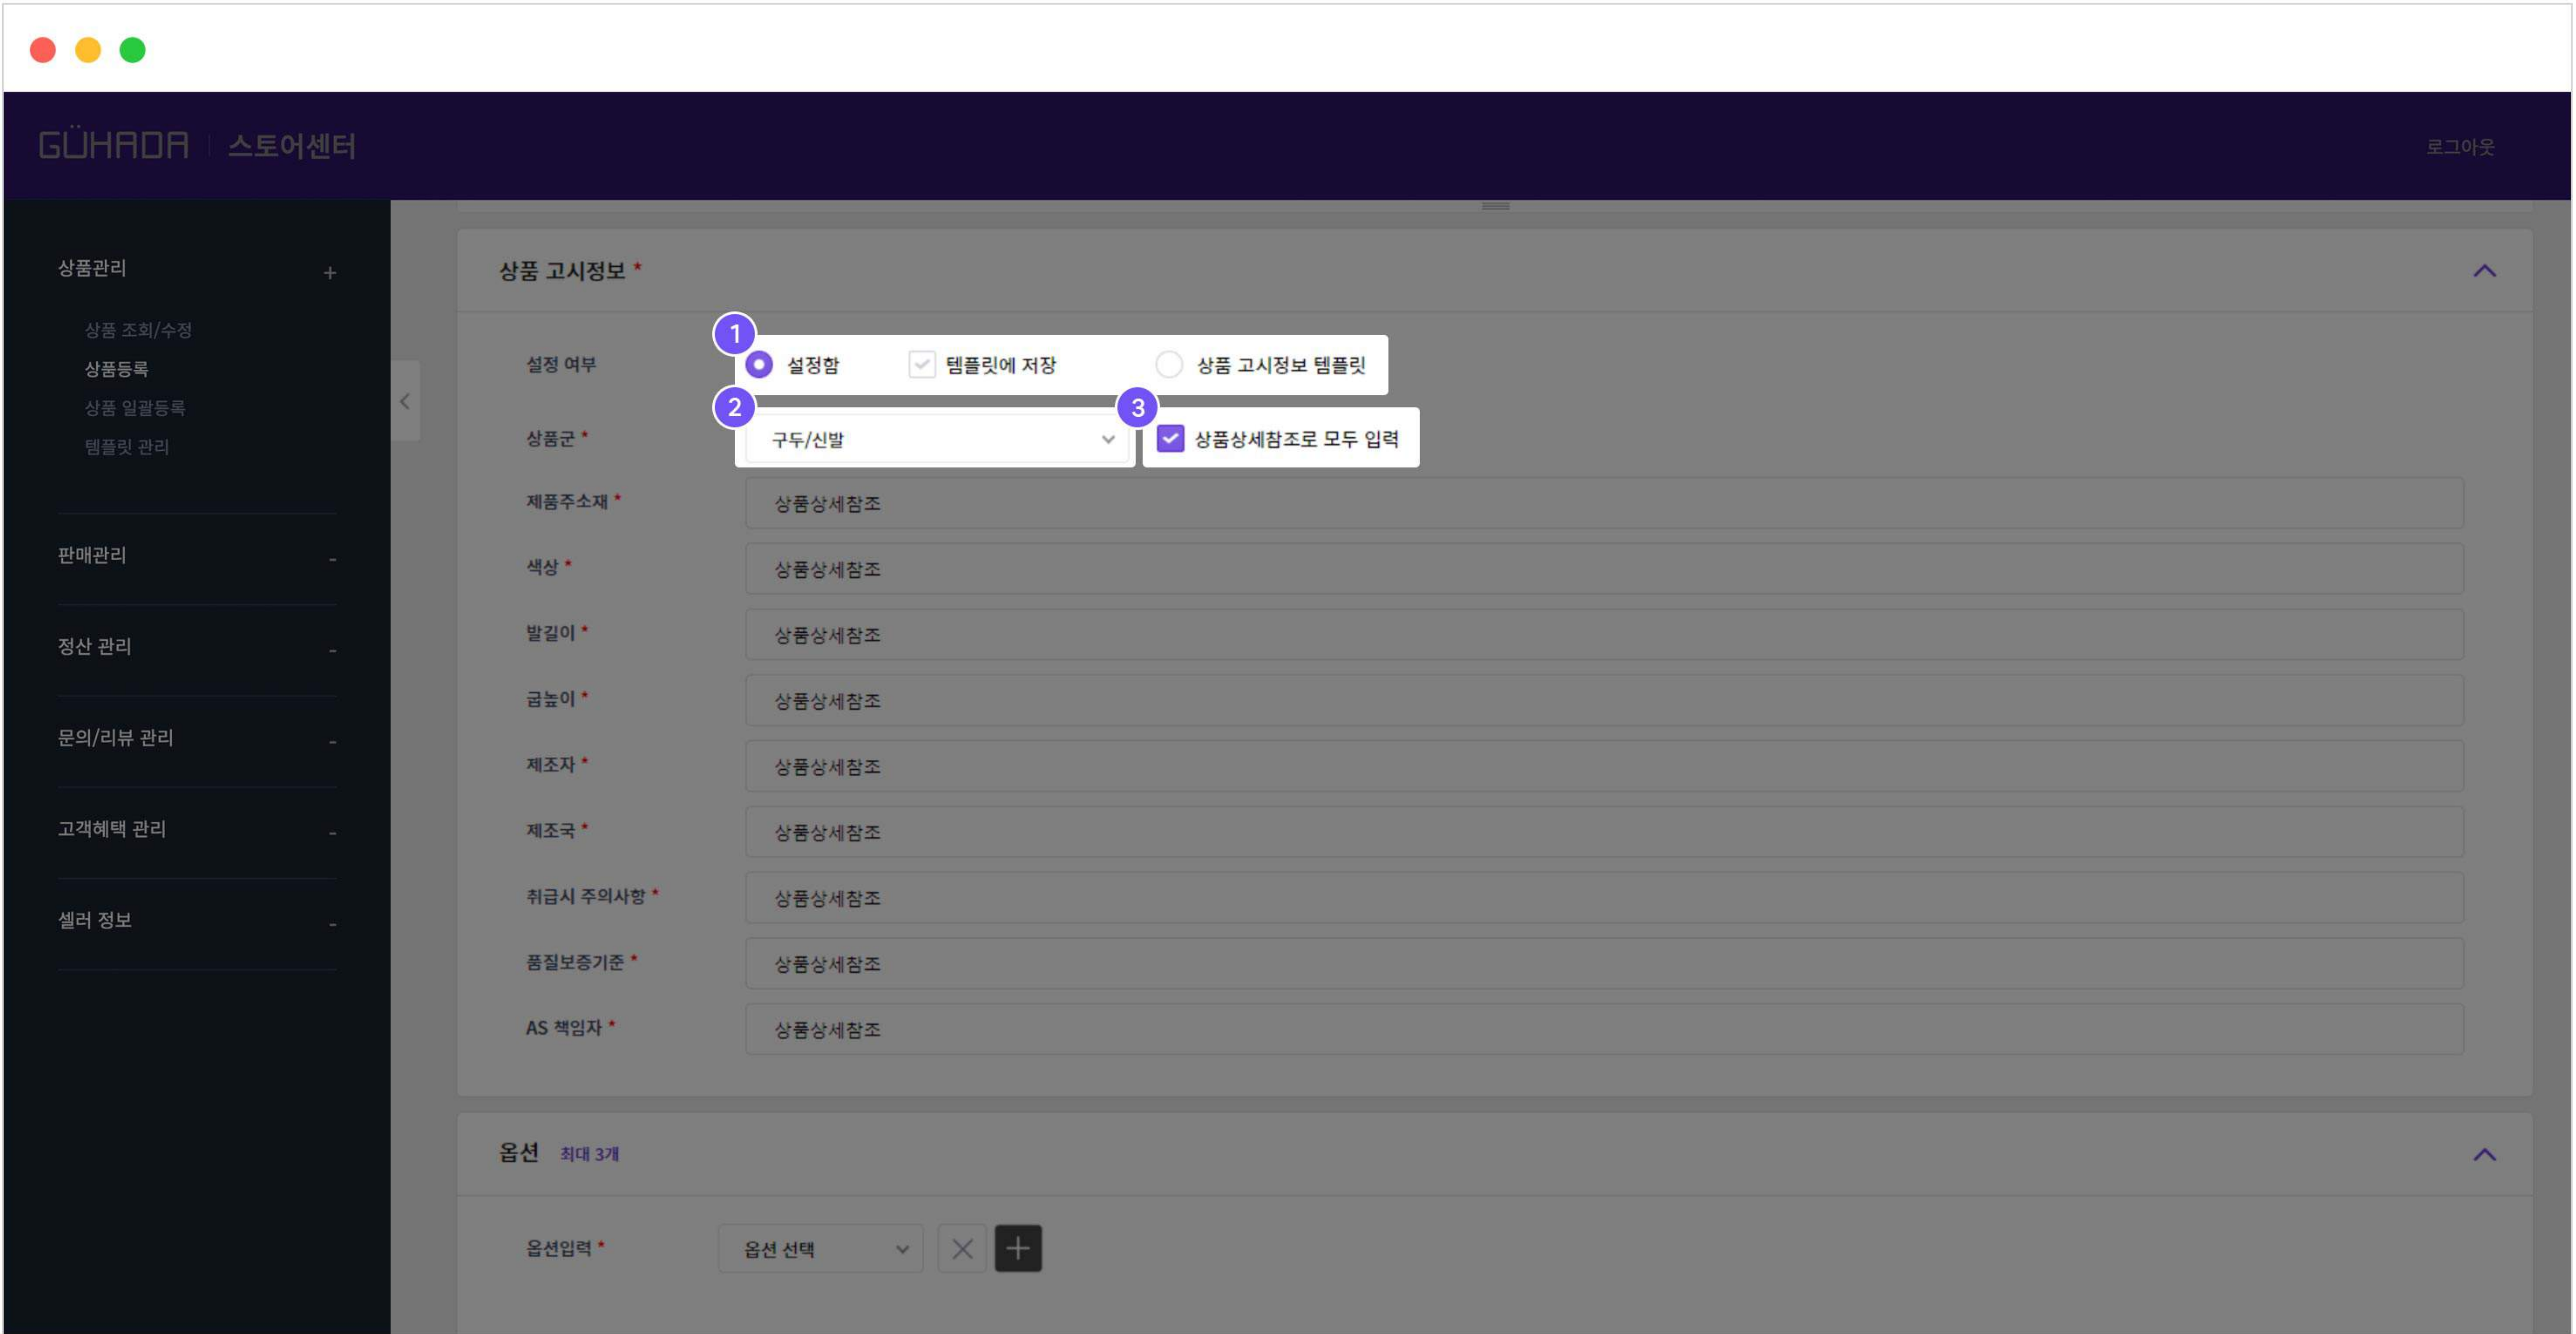 GÜHADA 스토어센터
로그아웃
상품관리 +
상품 조회/수정
상품등록
상품 일괄등록
템플릿 관리
판매관리 -
정산 관리 -
문의/리뷰 관리 -
고객혜택 관리 -
셀러 정보 -
상품 고시정보 *
1
설정 여부 설정함 템플릿에 저장 상품 고시정보 템플릿
2 3
상품군 * 구두/신발 상품상세참조로 모두 입력
제품주소재 * 상품상세참조
색상 * 상품상세참조
발길이 * 상품상세참조
굽높이 * 상품상세참조
제조자 * 상품상세참조
제조국 * 상품상세참조
취급시 주의사항 * 상품상세참조
품질보증기준 * 상품상세참조
AS 책임자 * 상품상세참조
옵션 최대 3개
옵션입력 * 옵션 선택